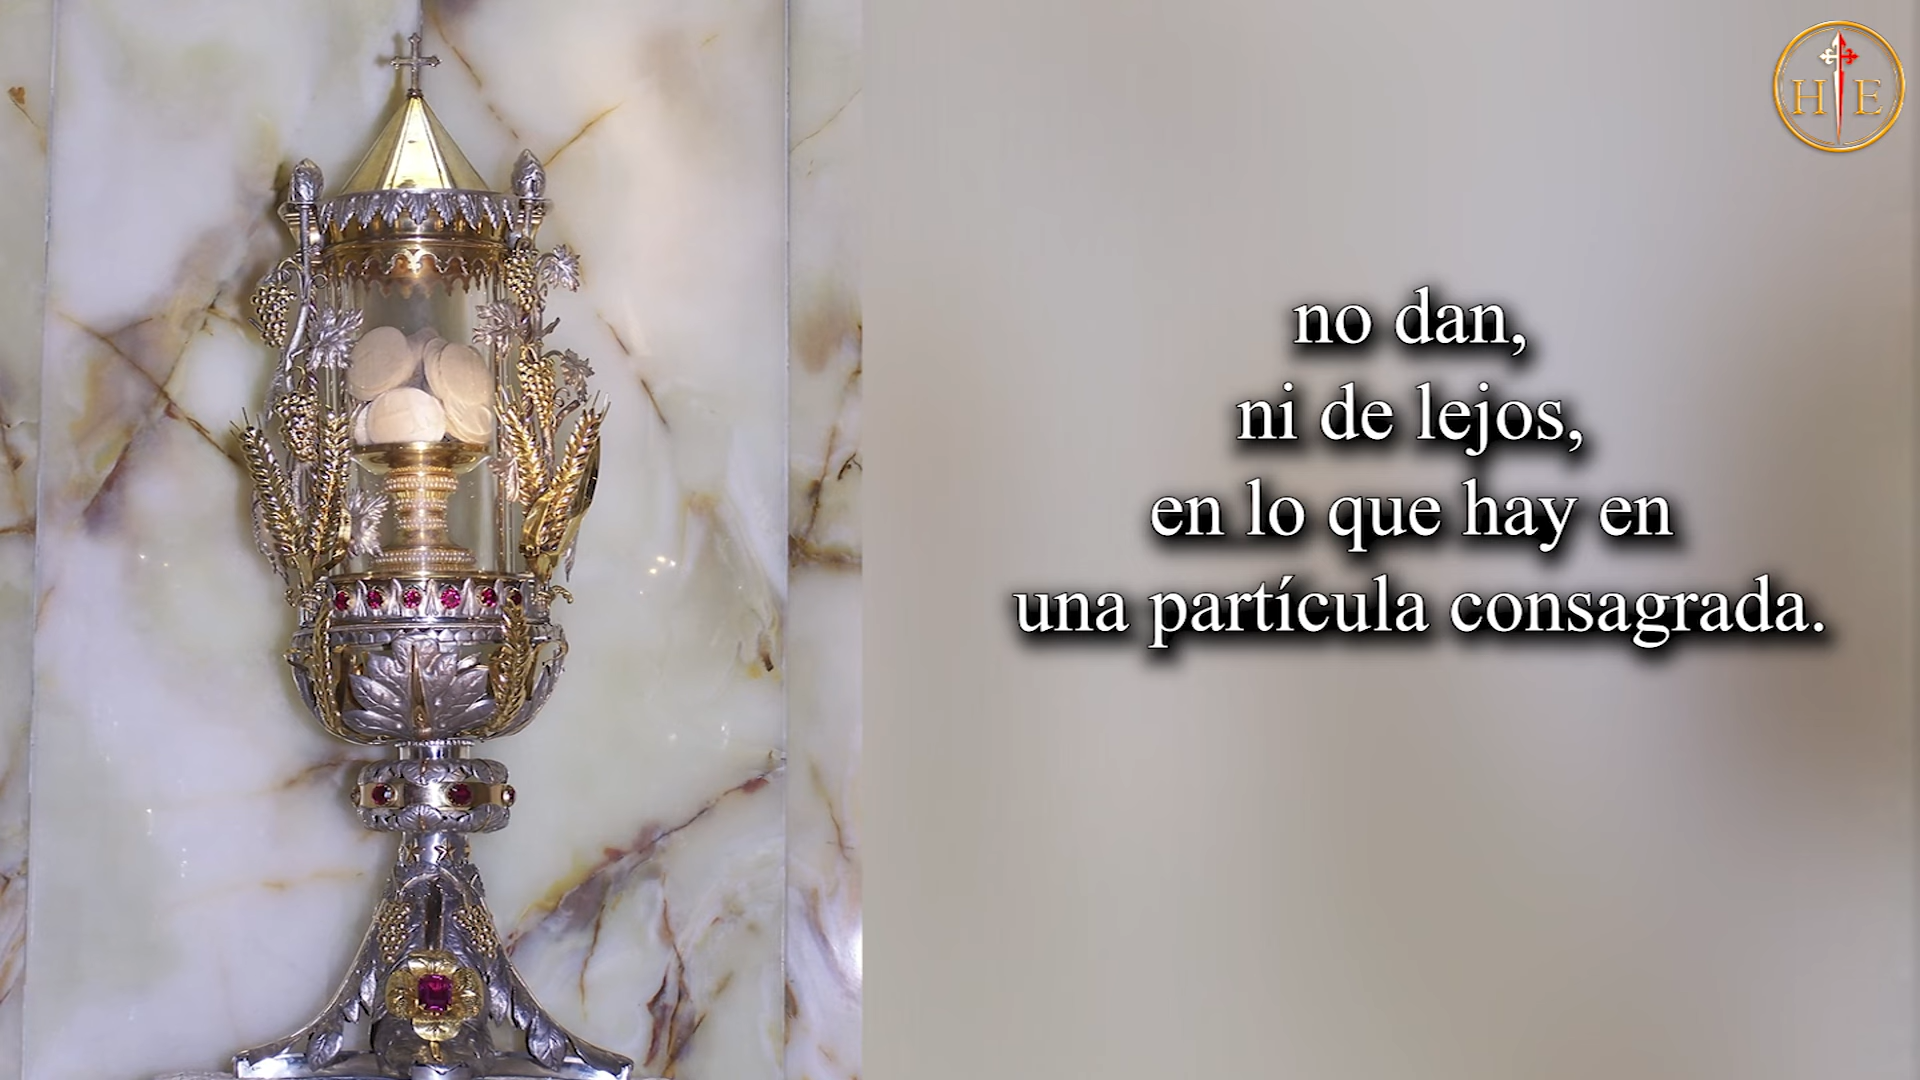 H E
no dan,
ni de lejos,
en lo que hay en
una partícula consagrada.